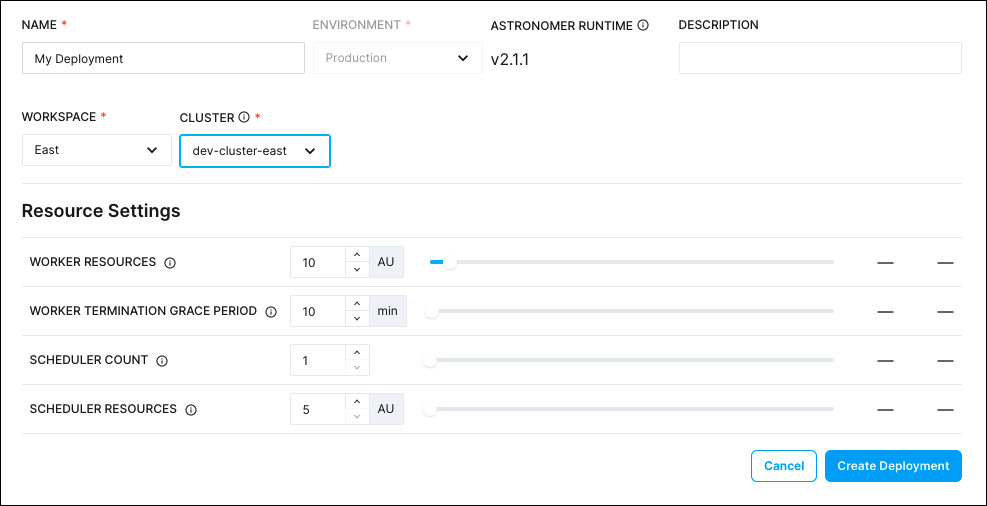 NAME *
ENVIRONMENT *
ASTRONOMER RUNTIME
DESCRIPTION
My Deployment
Production
v2.1.1
WORKSPACE *
CLUSTER *
East
dev-cluster-east
Resource Settings
WORKER RESOURCES
10
AU
—
—
WORKER TERMINATION GRACE PERIOD
10
min
—
—
SCHEDULER COUNT
1
—
—
SCHEDULER RESOURCES
5
AU
—
—
Cancel
Create Deployment